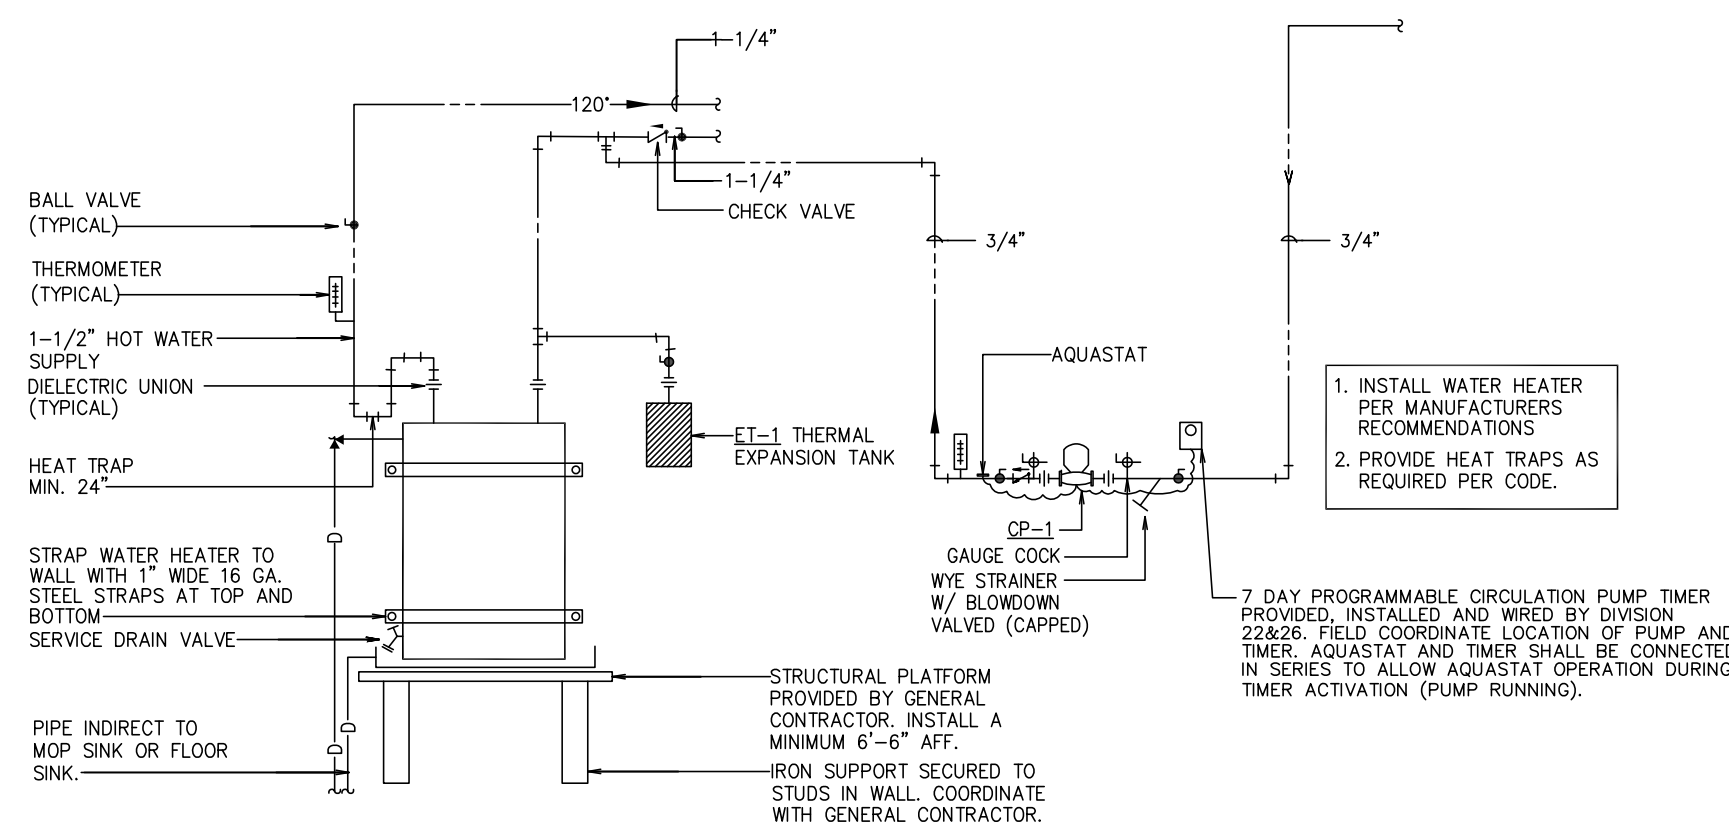 1-1/4"
120°
1-1/4"
CHECK VALVE
BALL VALVE
(TYPICAL)
THERMOMETER
(TYPICAL)
1-1/2" HOT WATER
SUPPLY
DIELECTRIC UNION
(TYPICAL)
HEAT TRAP
MIN. 24"
STRAP WATER HEATER TO
WALL WITH 1" WIDE 16 GA.
STEEL STRAPS AT TOP AND
BOTTOM
SERVICE DRAIN VALVE
PIPE INDIRECT TO
MOP SINK OR FLOOR
SINK.
D
D
D
ET-1 THERMAL
EXPANSION TANK
STRUCTURAL PLATFORM
PROVIDED BY GENERAL
CONTRACTOR. INSTALL A
MINIMUM 6'-6" AFF.
IRON SUPPORT SECURED TO
STUDS IN WALL. COORDINATE
WITH GENERAL CONTRACTOR.
3/4"
3/4"
AQUASTAT
CP-1
GAUGE COCK
WYE STRAINER
W/ BLOWDOWN
VALVED (CAPPED)
1. INSTALL WATER HEATER
PER MANUFACTURERS
RECOMMENDATIONS
2. PROVIDE HEAT TRAPS AS
REQUIRED PER CODE.
7 DAY PROGRAMMABLE CIRCULATION PUMP TIMER
PROVIDED, INSTALLED AND WIRED BY DIVISION
22&26. FIELD COORDINATE LOCATION OF PUMP AND
TIMER. AQUASTAT AND TIMER SHALL BE CONNECTED
IN SERIES TO ALLOW AQUASTAT OPERATION DURING
TIMER ACTIVATION (PUMP RUNNING).